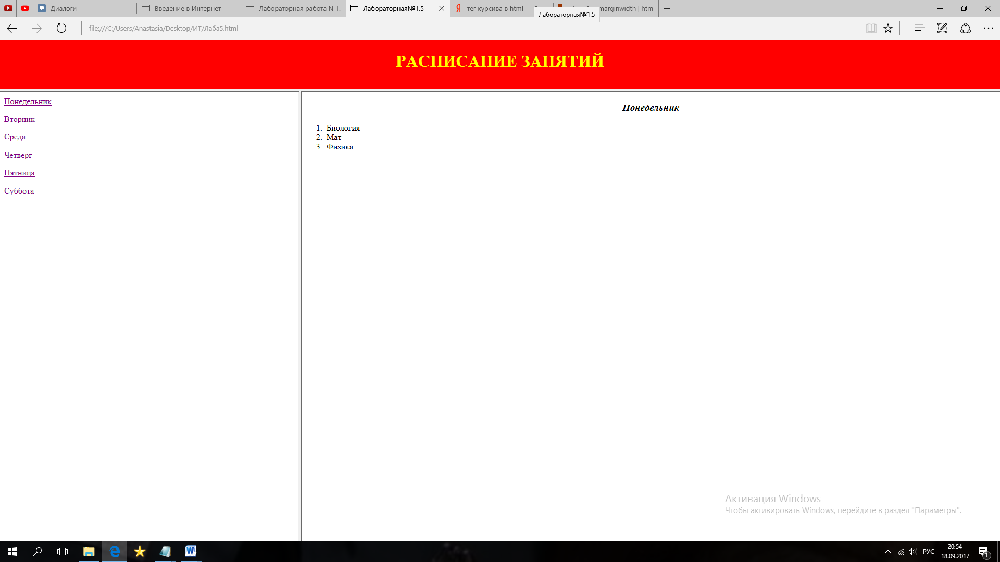 Диалоги
Введение в Интернет
Лабораторная работа N 1.
Лабораторная№1.5
тег курсива в html —
marginwidth | htm
Лабораторная№1.5
file:///C:/Users/Anastasia/Desktop/ИТ/Лаба5.html
РАСПИСАНИЕ ЗАНЯТИЙ
Понедельник
Вторник
Среда
Четверг
Пятница
Суббота
Понедельник
1. Биология
2. Мат
3. Физика
Активация Windows
Чтобы активировать Windows, перейдите в раздел "Параметры".
РУС
20:54
18.09.2017
1